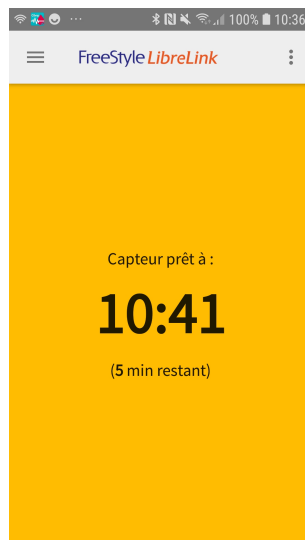 100% 10:36
FreeStyle LibreLink
Capteur prêt à :
10:41
(5 min restant)